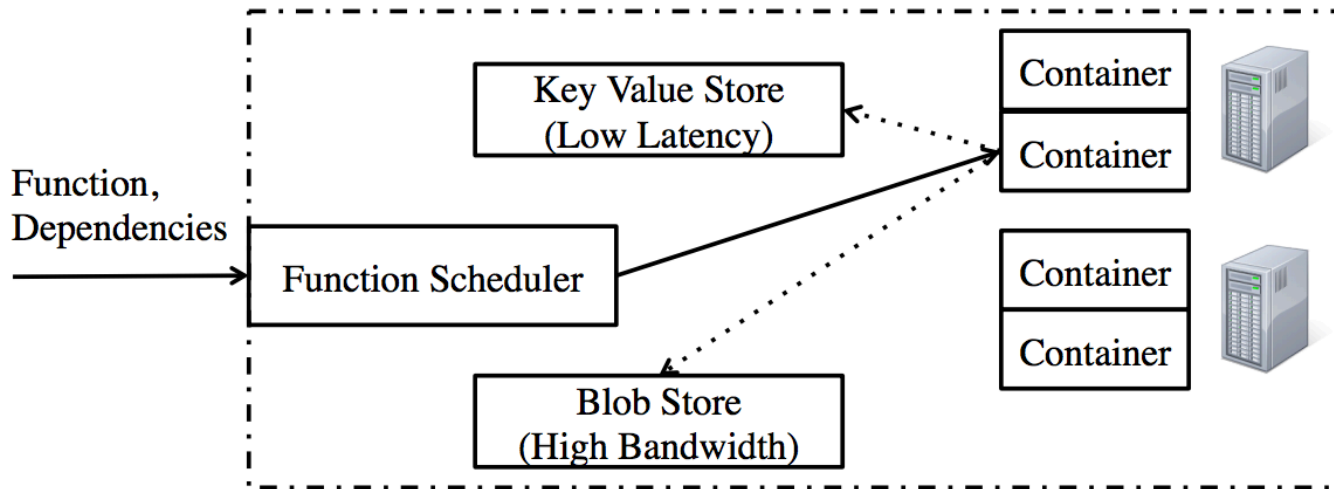 Function,
Dependencies
Function Scheduler
Key Value Store
(Low Latency)
Blob Store
(High Bandwidth)
Container
Container
Container
Container